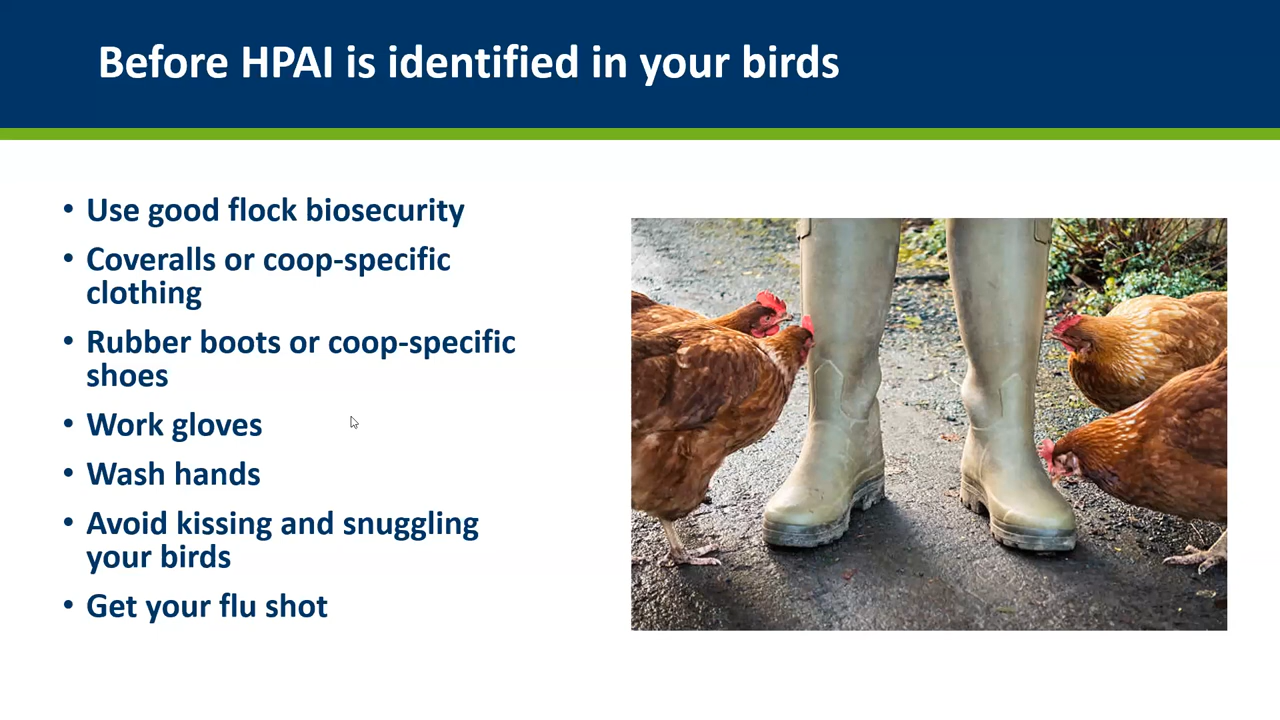 Before HPAI is identified in your birds
• Use good flock biosecurity
• Coveralls or coop-specific
clothing
• Rubber boots or coop-specific
shoes
• Work gloves
• Wash hands
• Avoid kissing and snuggling
your birds
• Get your flu shot